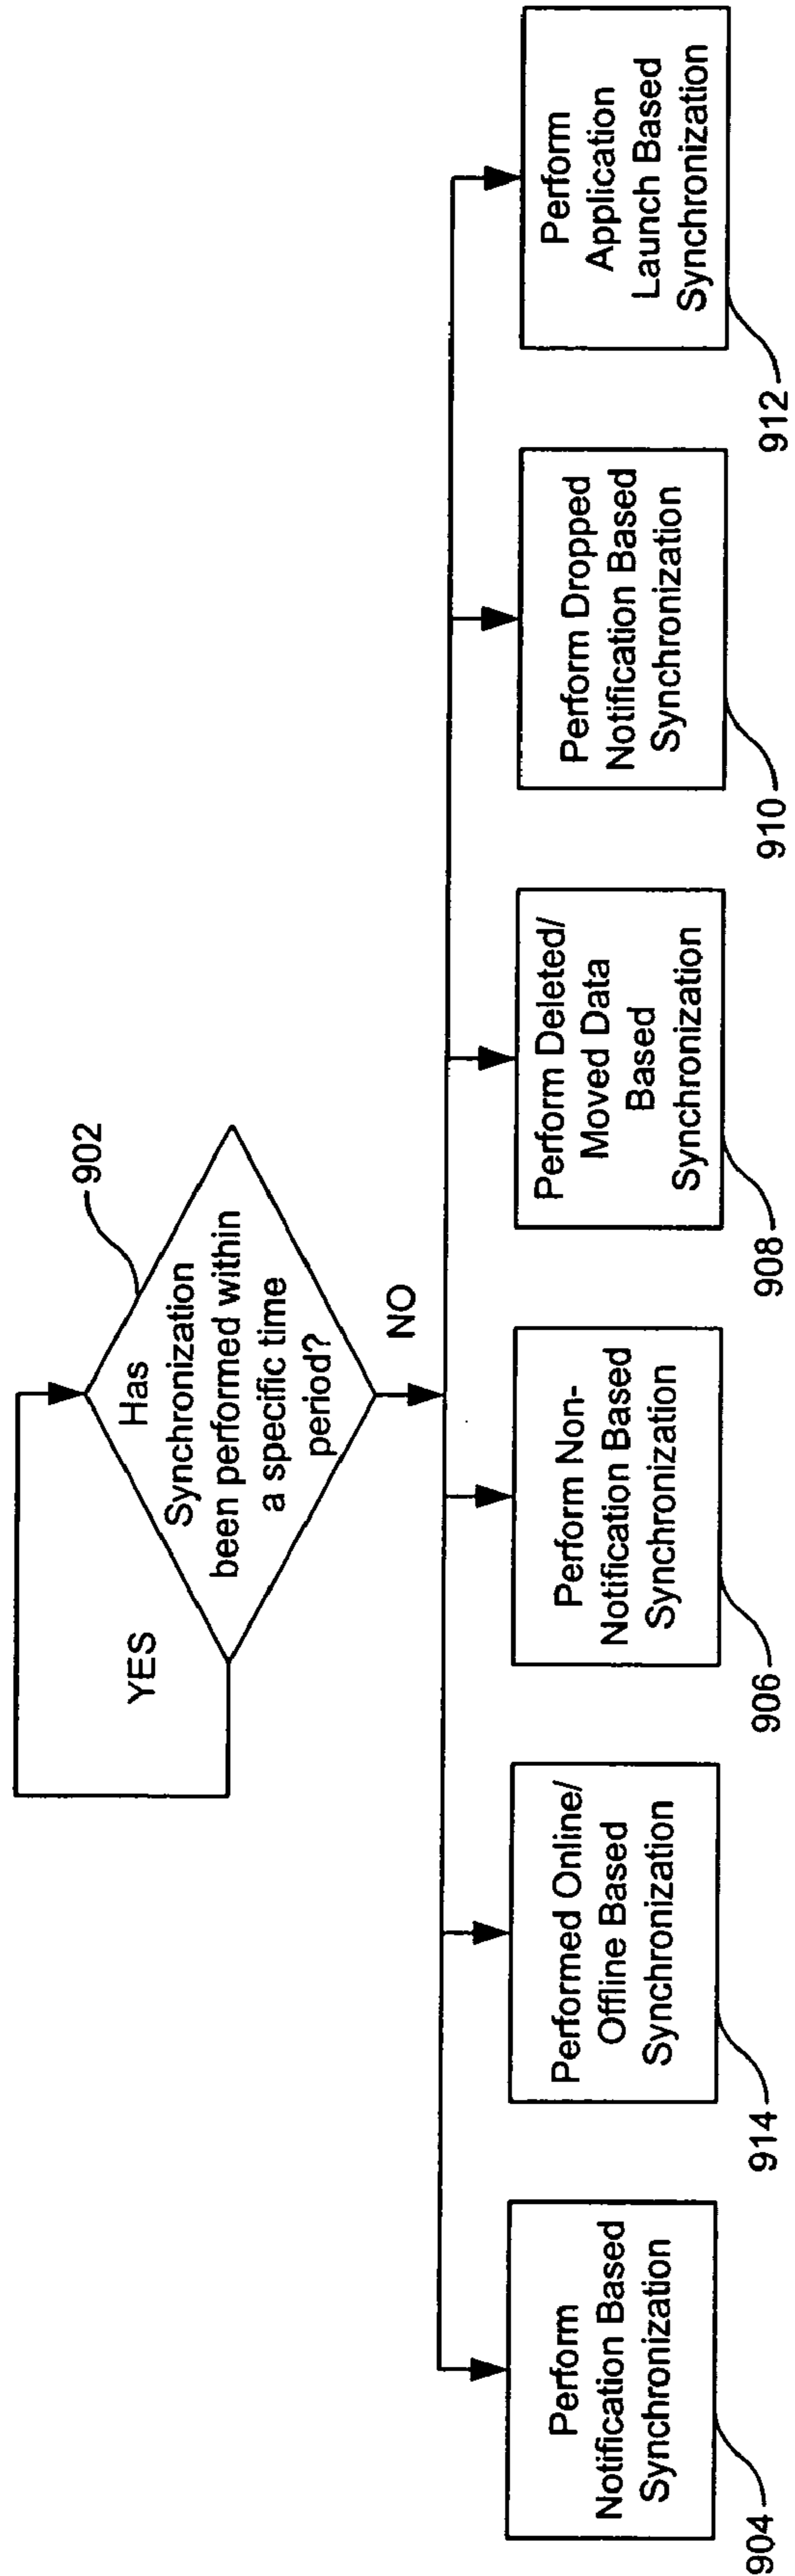 902
Has
Synchronization
been performed within
a specific time
period?
YES
NO
Perform
Notification Based
Synchronization
904
Performed Online/
Offline Based
Synchronization
914
Perform Non-
Notification Based
Synchronization
906
Perform Deleted/
Moved Data
Based
Synchronization
908
Perform Dropped
Notification Based
Synchronization
910
Perform
Application
Launch Based
Synchronization
912